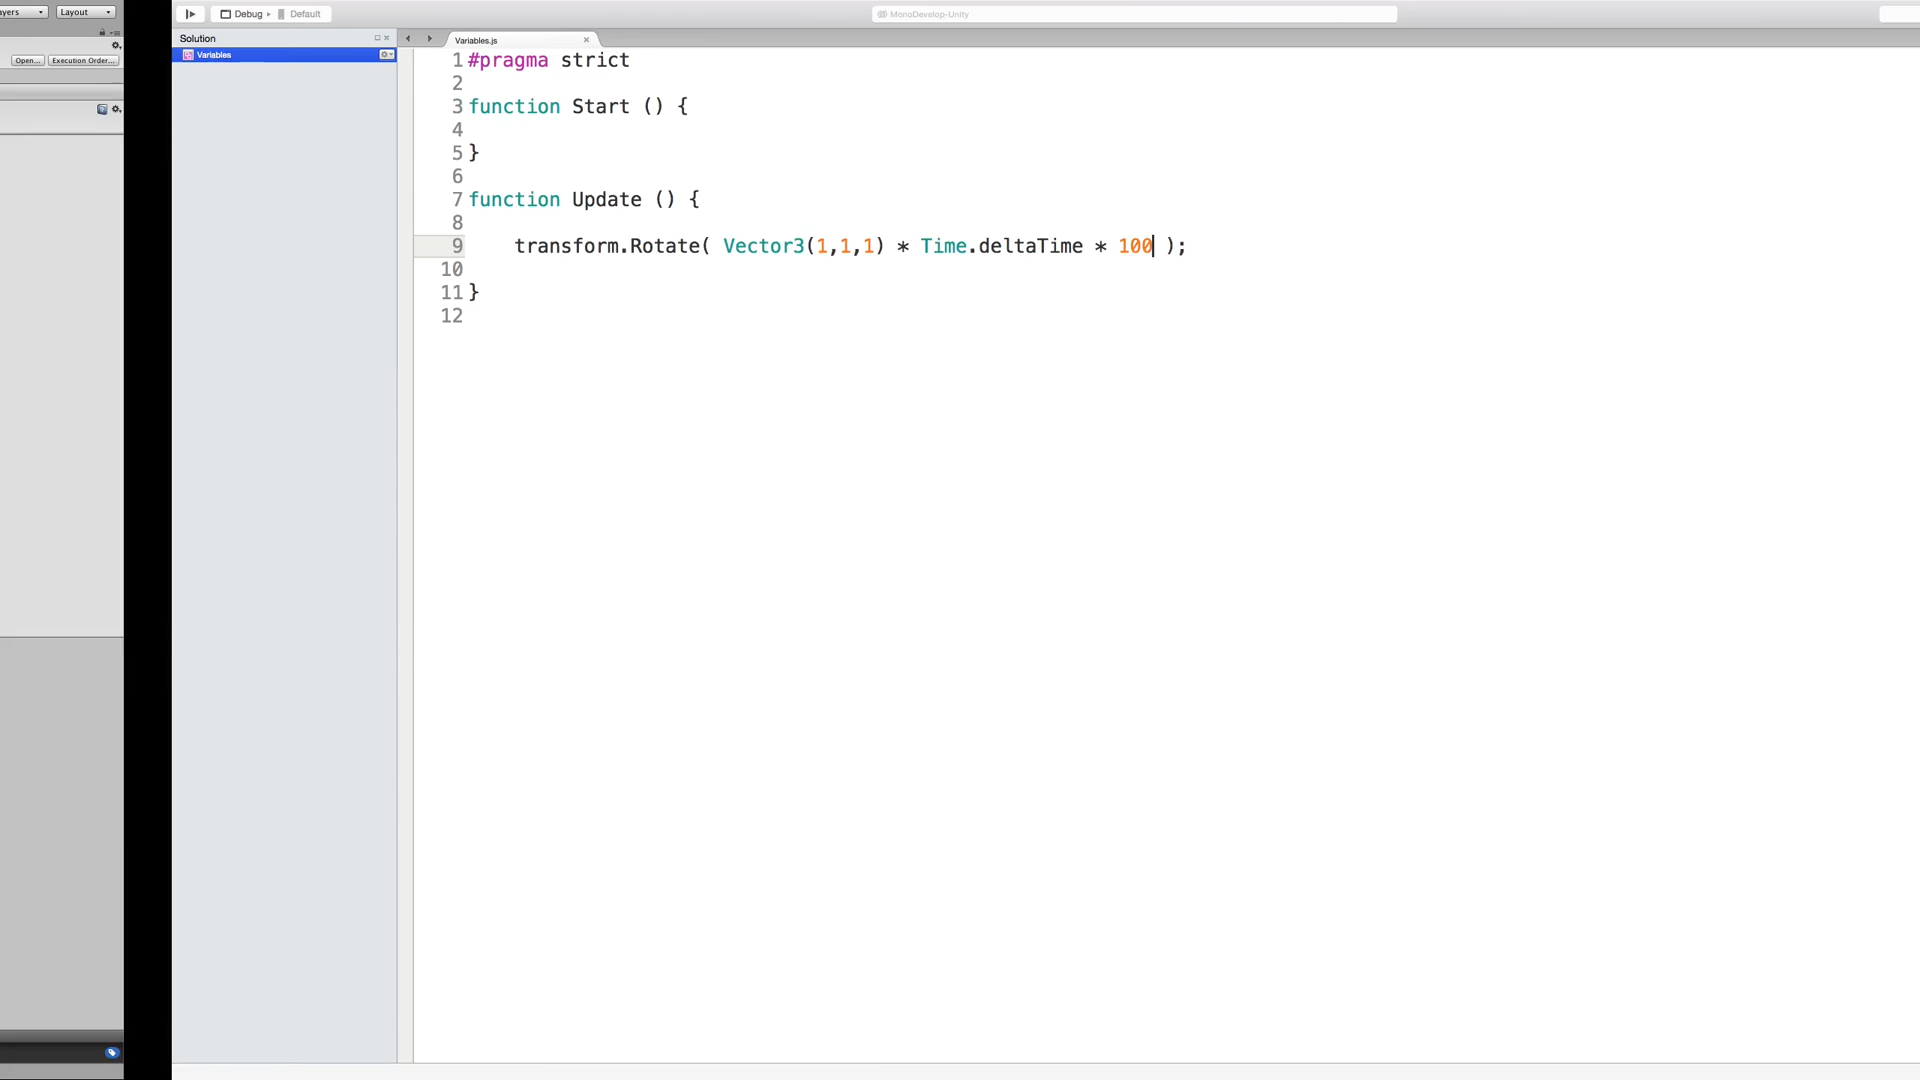 ayers
Layout
Open...
Execution Order...
Debug
Default
MonoDevelop-Unity
Solution
Variables
Variables.js
1 #pragma strict
2
3 function Start () {
4
5 }
6
7 function Update () {
8
9 transform.Rotate( Vector3(1,1,1) * Time.deltaTime * 100 );
10
11 }
12